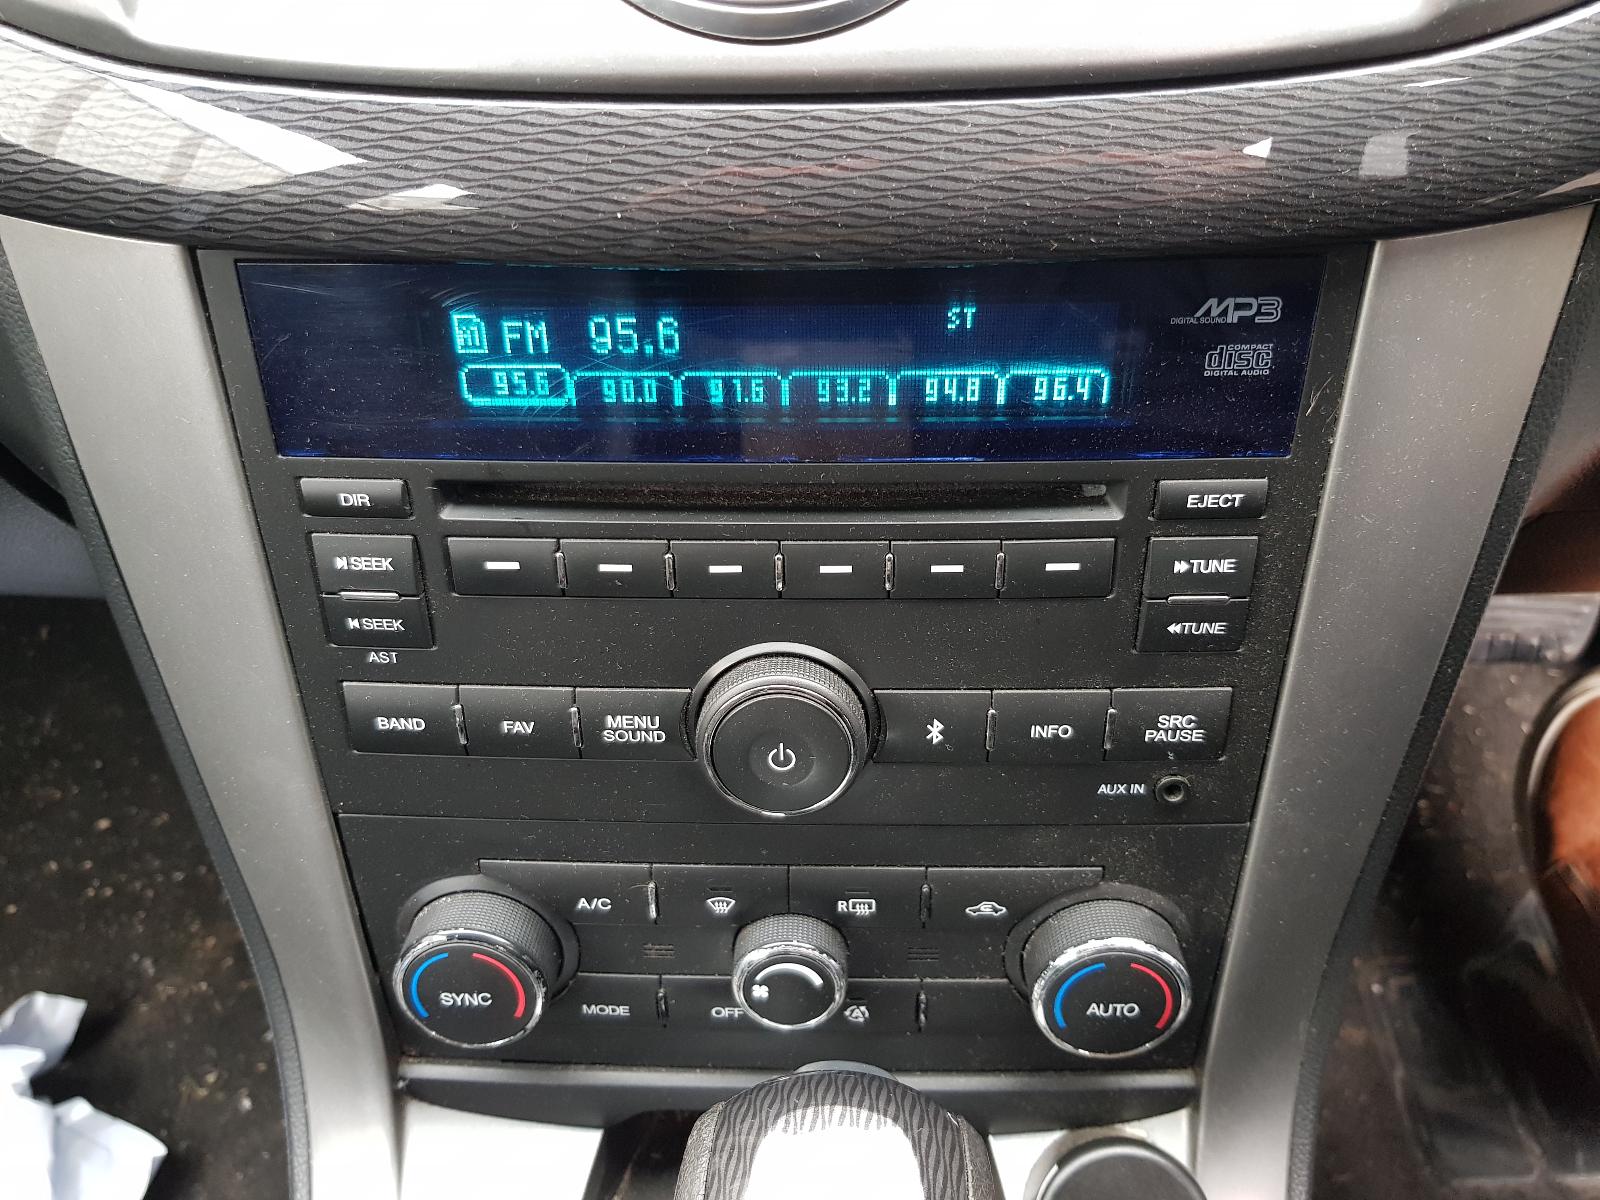 FM 95.6 ST
95.6 90.0 97.6 93.2 94.8 96.4
MP3
DIGITAL SOUND
COMPACT
disc
DIGITAL AUDIO
DIR
EJECT
SEEK
TUNE
SEEK
TUNE
AST
BAND
FAV
MENU
SOUND
INFO
SRC
PAUSE
AUX IN
A/C
R
SYNC
AUTO
MODE
OFF
A